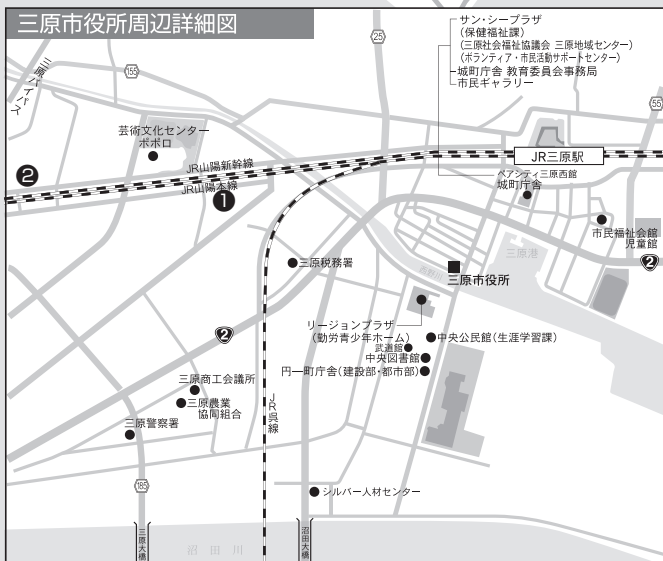 三原市役所周辺詳細図
サン・シープラザ
(保健福祉課)
(三原社会福祉協議会 三原地域センター)
(ボランティア・市民活動サポートセンター)
城町庁舎 教育委員会事務局
市民ギャラリー
25
155
55
三原バイパス
芸術文化センター
ポポロ
JR山陽新幹線
JR山陽本線
JR三原駅
ペアシティ三原西館
城町庁舎
❷
❶
市民福祉会館
児童館
三原港
2
三原税務署
西野川
三原市役所
リージョンプラザ
(勤労青少年ホーム)
武道館
中央公民館(生涯学習課)
中央図書館
円一町庁舎(建設部・都市部)
2
三原商工会議所
三原農業
協同組合
三原警察署
JR呉線
185
シルバー人材センター
三原大橋
沼田川
沼田大橋